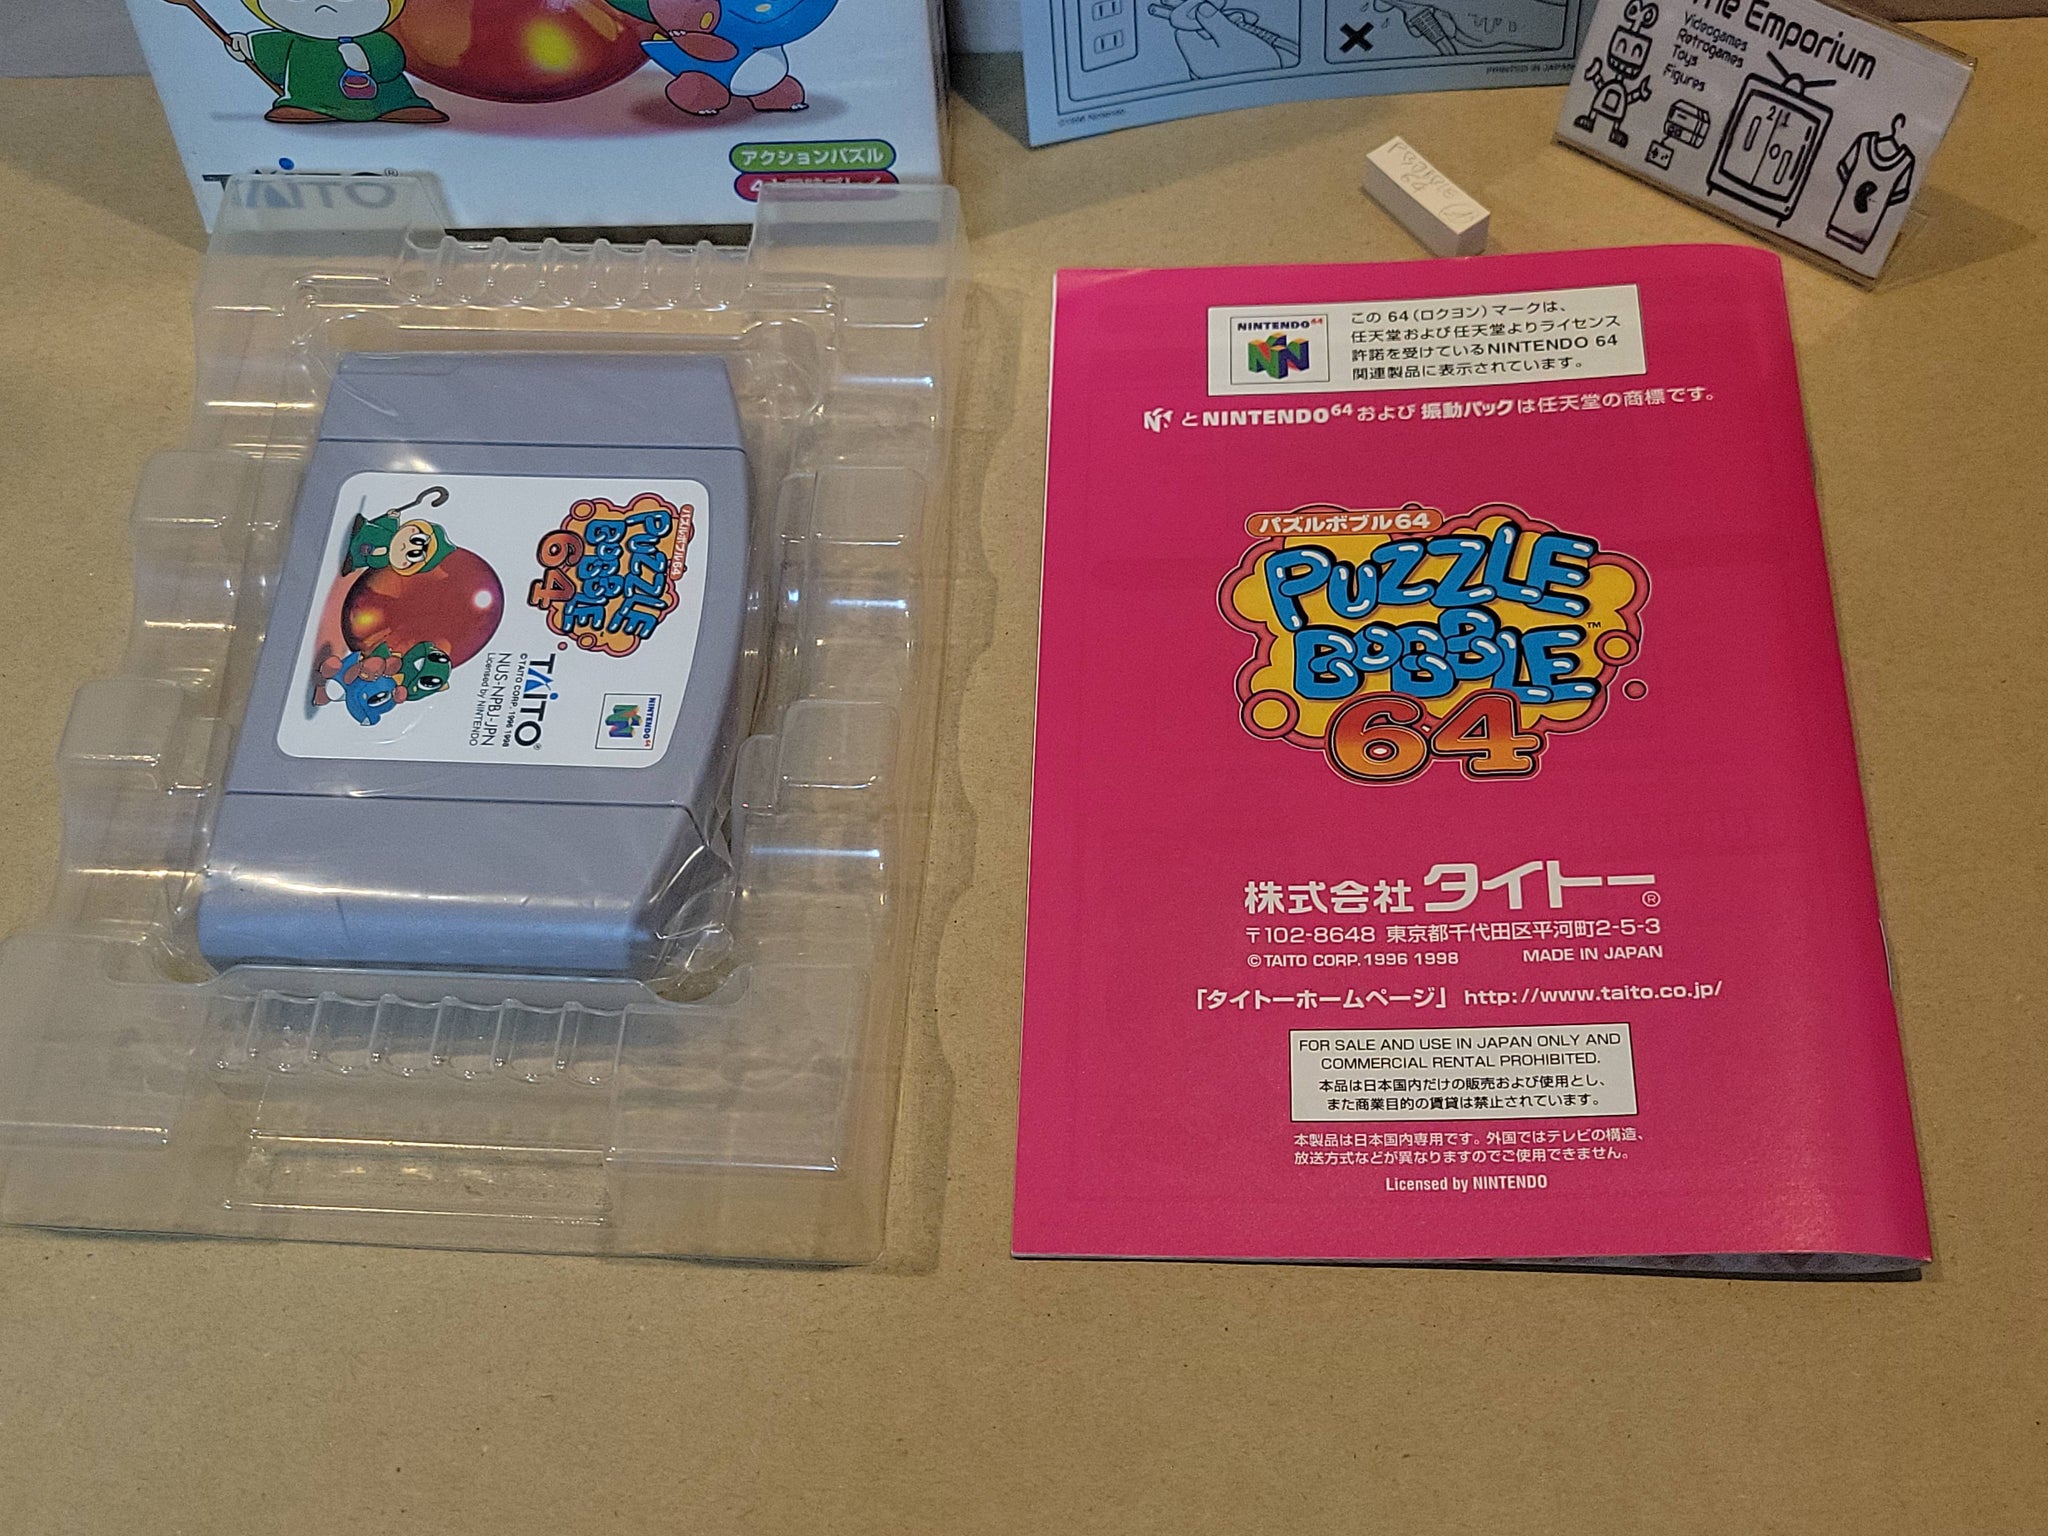 アクションパズル
TAITO®
PRINTED IN JAPAN
The Emporium
Videogames
Retrogames
Toys
Figures
パズルボブル64
PUZZLE
BOBBLE
64
TAITO®
© TAITO CORP. 1996 1998
NUS-NPBJ-JPN
Licensed by NINTENDO
NINTENDO64
NINTENDO64
この 64(ロクヨン)マークは、
任天堂および任天堂よりライセンス
許諾を受けているNINTENDO 64
関連製品に表示されています。
とNINTENDO64および 振動パックは任天堂の商標です。
パズルボブル64
PUZZLE
BOBBLE™
64
株式会社 タイトー®
〒102-8648 東京都千代田区平河町2-5-3
©TAITO CORP.1996 1998 MADE IN JAPAN
「タイトーホームページ」 http://www.taito.co.jp/
FOR SALE AND USE IN JAPAN ONLY AND
COMMERCIAL RENTAL PROHIBITED.
本品は日本国内だけの販売および使用とし、
また商業目的の賃貸は禁止されています。
本製品は日本国内専用です。外国ではテレビの構造、
放送方式などが異なりますのでご使用できません。
Licensed by NINTENDO